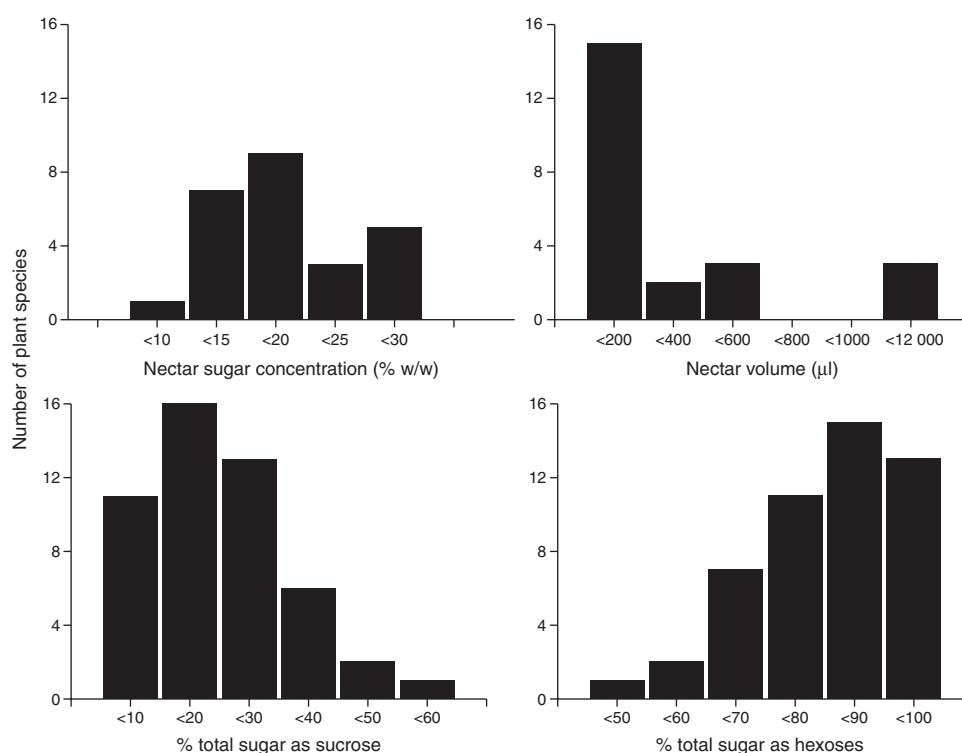 16
12
8
4
0
<10 <15 <20 <25 <30
Nectar sugar concentration (% w/w)
16
12
8
4
0
<200 <400 <600 <800 <1000 <12 000
Nectar volume (μl)
Number of plant species
16
12
8
4
0
<10 <20 <30 <40 <50 <60
% total sugar as sucrose
16
12
8
4
0
<50 <60 <70 <80 <90 <100
% total sugar as hexoses